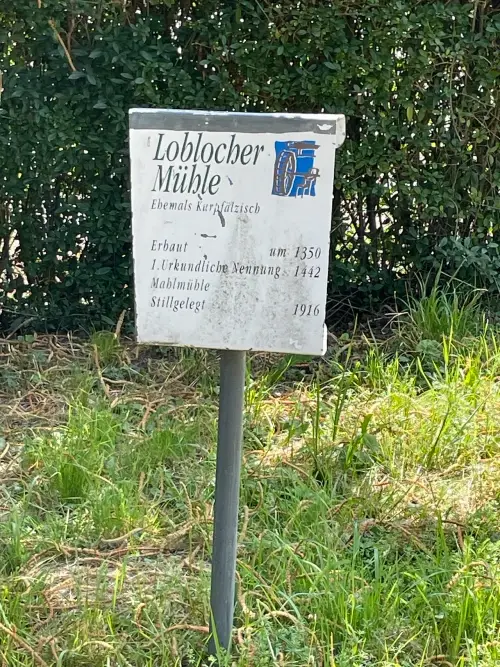 Loblocher
Mühle
Ehemals Kurpfälzisch
Erbaut um 1350
1.Urkundliche Nennung 1442
Mahlmühle
Stillgelegt 1916